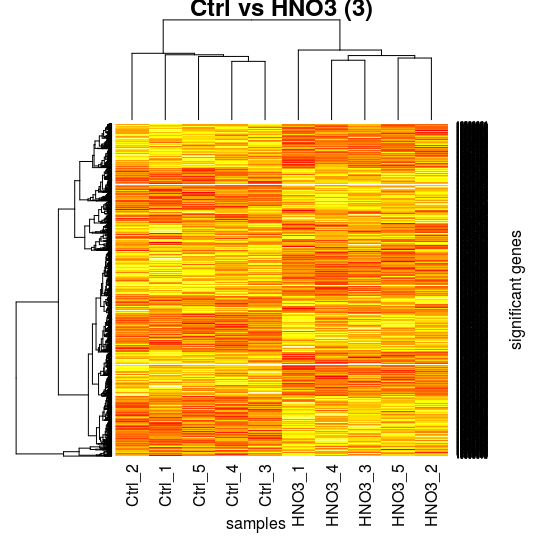 Ctrl vs HNO3 (3)
significant genes
Ctrl_2
Ctrl_1
Ctrl_5
Ctrl_4
Ctrl_3
HNO3_1
HNO3_4
HNO3_3
HNO3_5
HNO3_2
samples